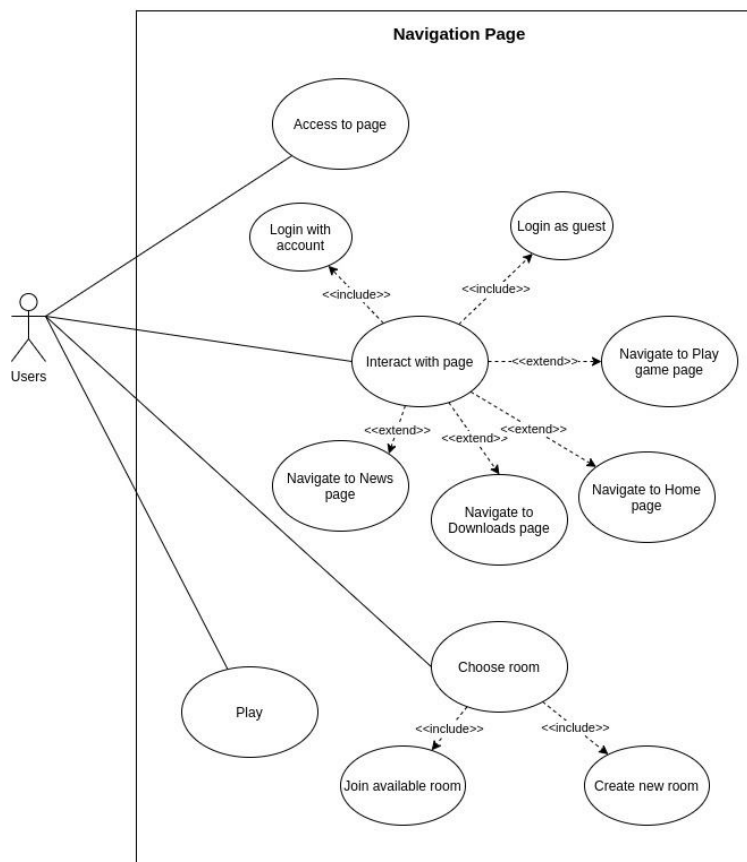 Navigation Page
Access to page
Login with
account
Login as guest
<<include>>
<<include>>
Users
Interact with page
<<extend>>
Navigate to Play
game page
<<extend>>
<<extend>>
<<extend>>
Navigate to News
page
Navigate to
Downloads page
Navigate to Home
page
Choose room
Play
<<include>>
<<include>>
Join available room
Create new room